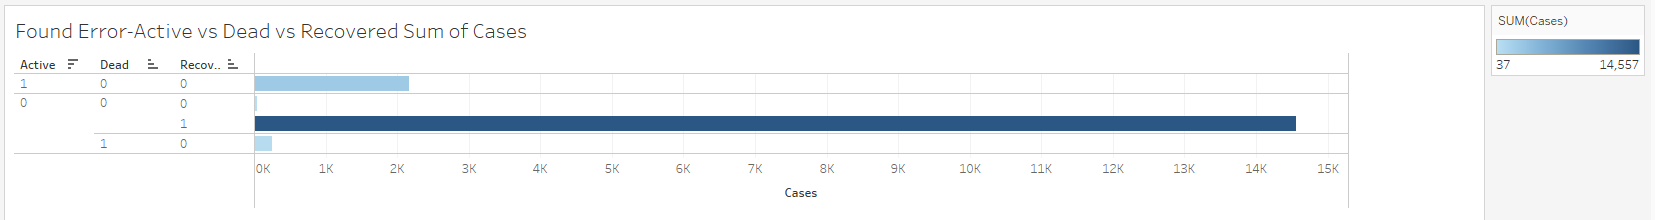 Found Error-Active vs Dead vs Recovered Sum of Cases
SUM(Cases)
37 14,557
Active Dead Recov..
1 0 0
0 0 0
1
1 0
0K 1K 2K 3K 4K 5K 6K 7K 8K 9K 10K 11K 12K 13K 14K 15K
Cases